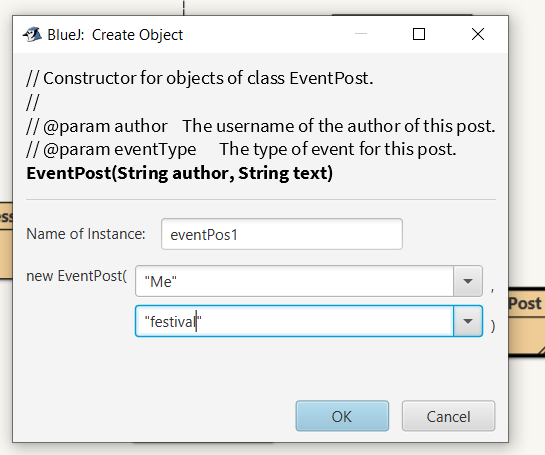 BlueJ: Create Object
// Constructor for objects of class EventPost.
//
// @param author The username of the author of this post.
// @param eventType The type of event for this post.
EventPost(String author, String text)
Name of Instance: eventPos1
new EventPost( "Me" ,
"festival" )
OK Cancel
Post